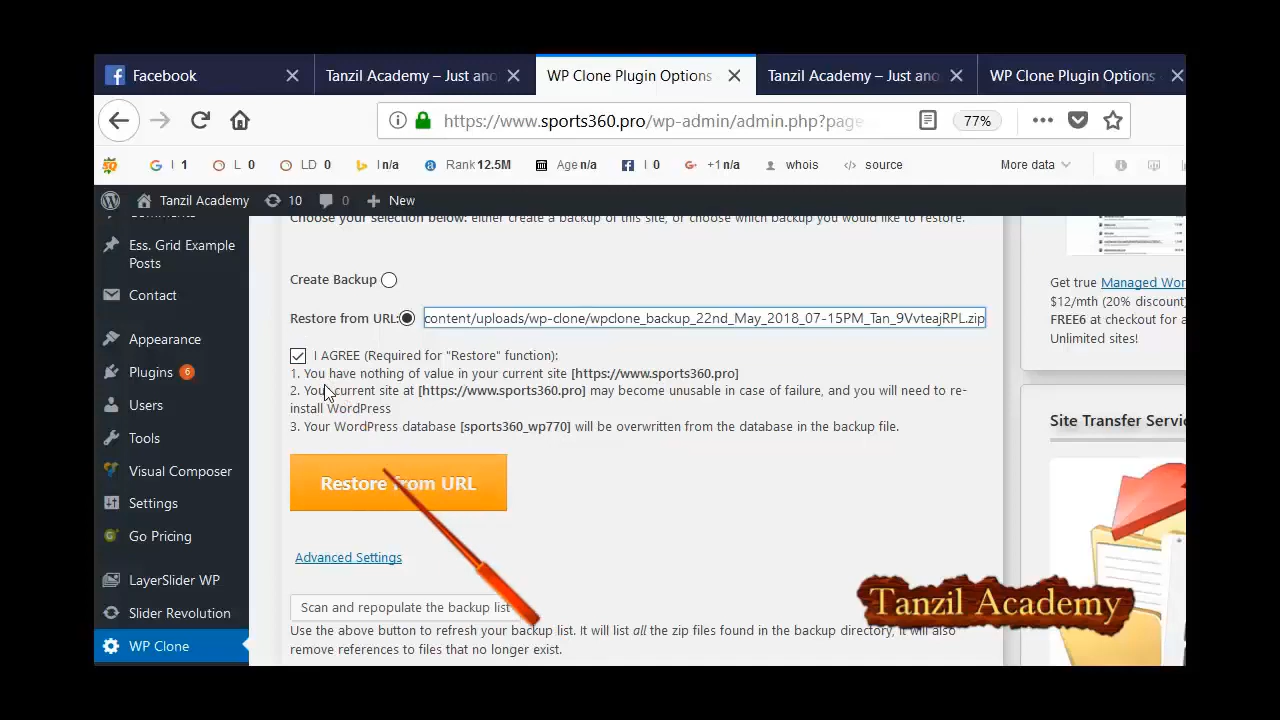 Facebook
Tanzil Academy – Just ano
WP Clone Plugin Options
Tanzil Academy – Just ano
WP Clone Plugin Options
https://www.sports360.pro/wp-admin/admin.php?page
77%
I 1
L 0
LD 0
I n/a
Rank 12.5M
Age n/a
I 0
+1 n/a
whois
source
More data
Tanzil Academy
10
0
New
Comments
Ess. Grid Example
Posts
Contact
Appearance
Plugins 6
Users
Tools
Visual Composer
Settings
Go Pricing
LayerSlider WP
Slider Revolution
WP Clone
Choose your selection below: either create a backup of this site, or choose which backup you would like to restore.
Create Backup
Restore from URL: content/uploads/wp-clone/wpclone_backup_22nd_May_2018_07-15PM_Tan_9VvteajRPL.zip
I AGREE (Required for "Restore" function):
1. You have nothing of value in your current site [https://www.sports360.pro]
2. Your current site at [https://www.sports360.pro] may become unusable in case of failure, and you will need to re-
install WordPress
3. Your WordPress database [sports360_wp770] will be overwritten from the database in the backup file.
Restore from URL
Advanced Settings
Scan and repopulate the backup list
Use the above button to refresh your backup list. It will list all the zip files found in the backup directory, it will also
remove references to files that no longer exist.
Get true Managed Wor
$12/mth (20% discount)
FREE6 at checkout for a
Unlimited sites!
Site Transfer Servic
Tanzil Academy